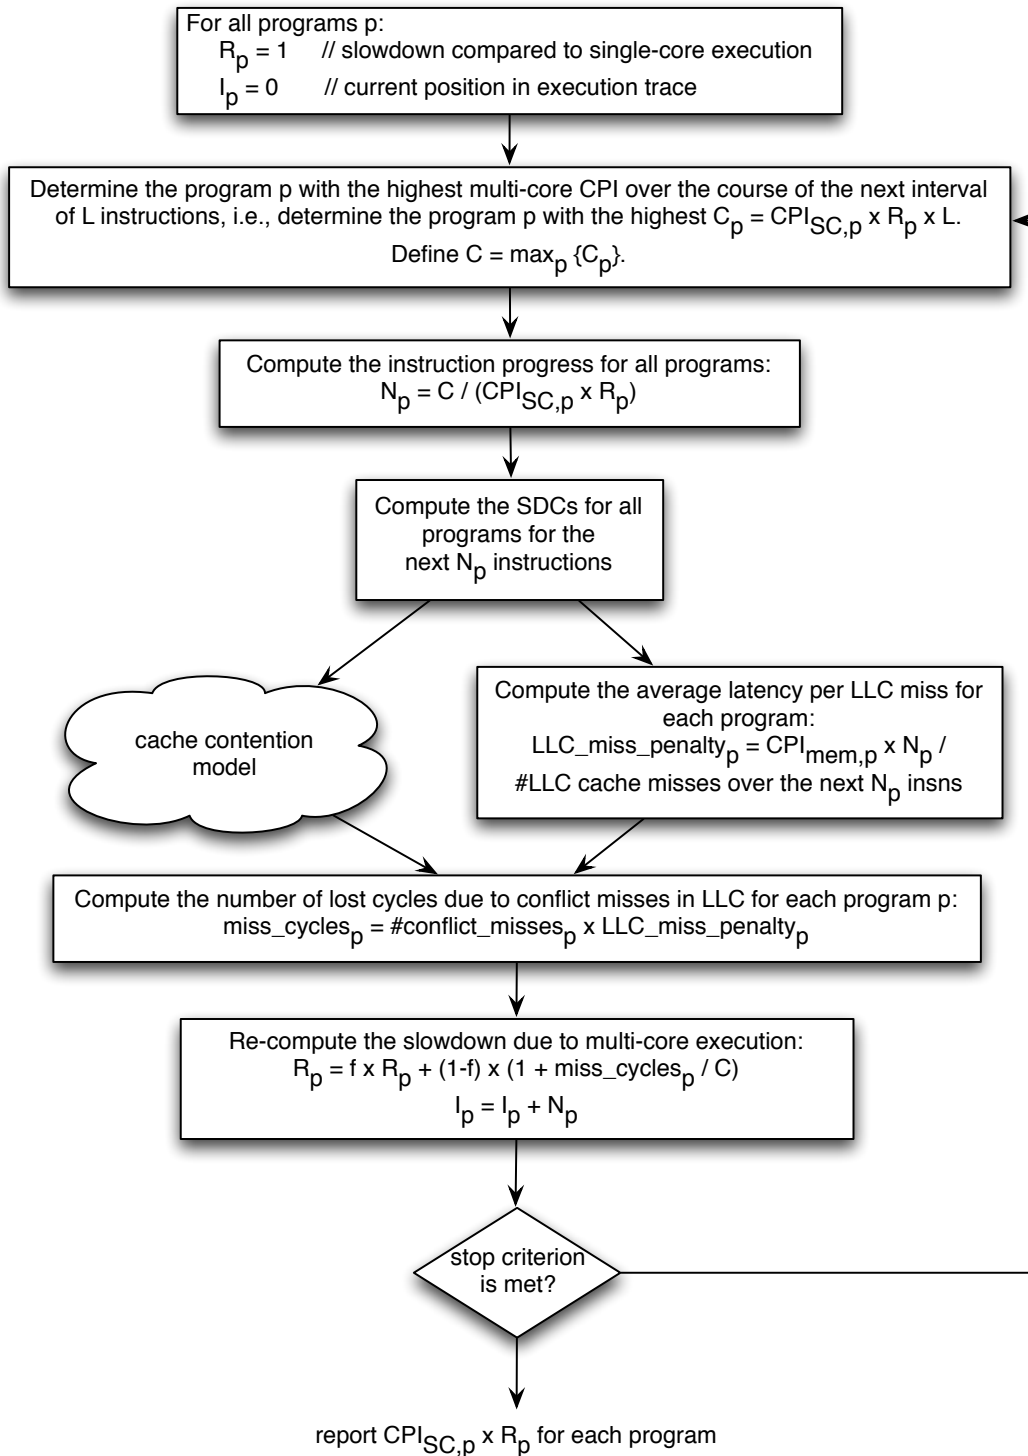 For all programs p:
R_p = 1 // slowdown compared to single-core execution
I_p = 0 // current position in execution trace
Determine the program p with the highest multi-core CPI over the course of the next interval
of L instructions, i.e., determine the program p with the highest C_p = CPI_SC,p x R_p x L.
Define C = max_p {C_p}.
Compute the instruction progress for all programs:
N_p = C / (CPI_SC,p x R_p)
Compute the SDCs for all
programs for the
next N_p instructions
cache contention
model
Compute the average latency per LLC miss for
each program:
LLC_miss_penalty_p = CPI_mem,p x N_p /
#LLC cache misses over the next N_p insns
Compute the number of lost cycles due to conflict misses in LLC for each program p:
miss_cycles_p = #conflict_misses_p x LLC_miss_penalty_p
Re-compute the slowdown due to multi-core execution:
R_p = f x R_p + (1-f) x (1 + miss_cycles_p / C)
I_p = I_p + N_p
stop criterion
is met?
report CPI_SC,p x R_p for each program